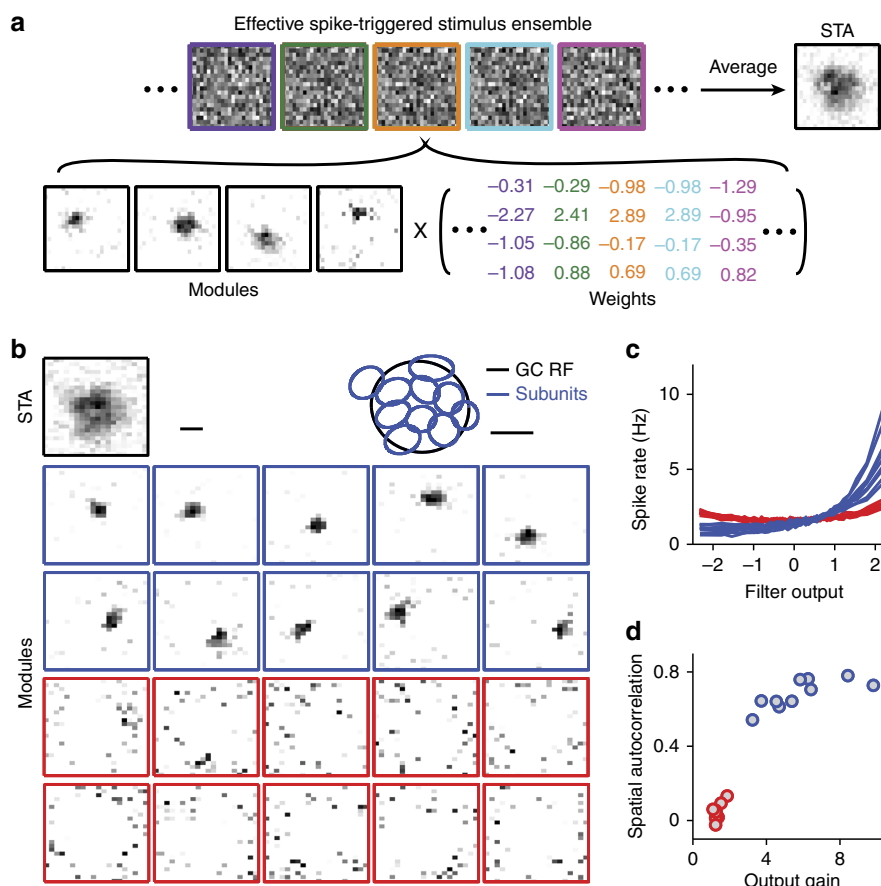 a
Effective spike-triggered stimulus ensemble
STA
Average
−0.31 −0.29 −0.98 −0.98 −1.29
−2.27 2.41 2.89 2.89 −0.95
X
−1.05 −0.86 −0.17 −0.17 −0.35
−1.08 0.88 0.69 0.69 0.82
Modules
Weights
b
STA
GC RF
Subunits
Modules
c
Spike rate (Hz)
10
5
0
−2 −1 0 1 2
Filter output
d
Spatial autocorrelation
0.8
0.4
0
0 4 8
Output gain